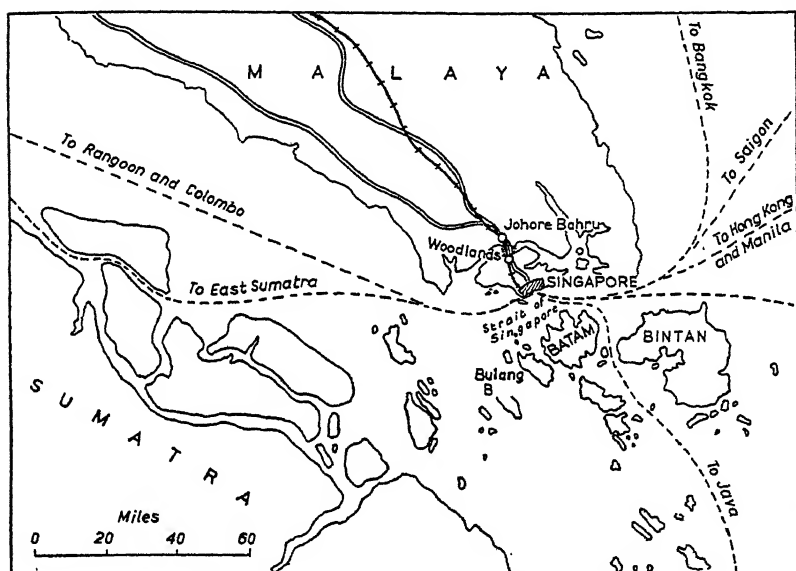 MALAYA
To Bangkok
To Saigon
To Hong Kong
and Manila
To Rangoon and Colombo
Johore Bahru
Woodlands
SINGAPORE
To East Sumatra
Strait of
Singapore
BATAM
BINTAN
Bulang
B
SUMATRA
To Java
Miles
0 20 40 60